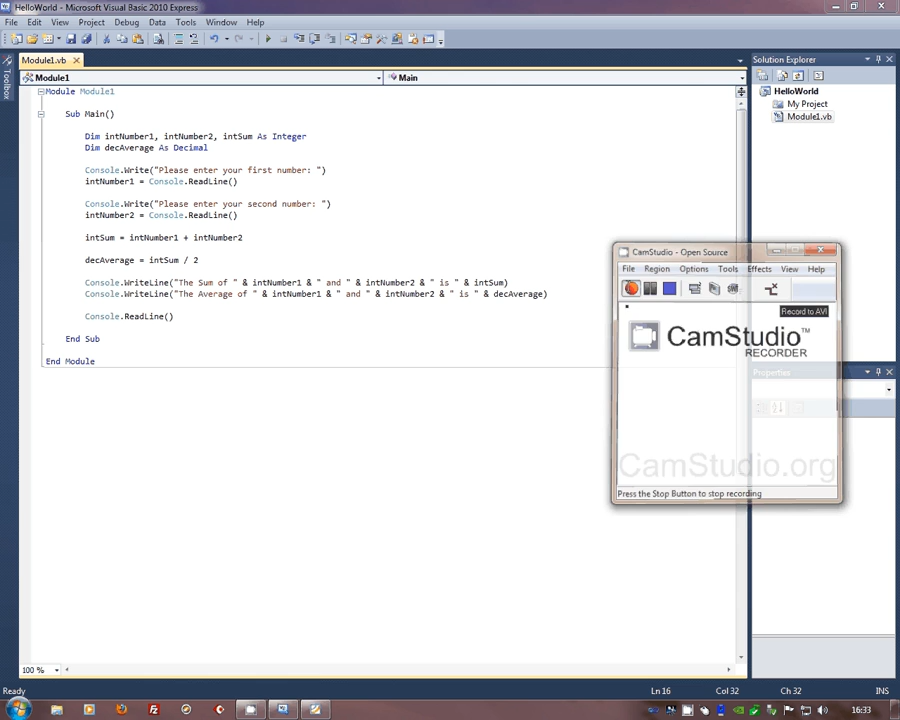 HelloWorld - Microsoft Visual Basic 2010 Express
File Edit View Project Debug Data Tools Window Help
Module1.vb
Toolbox
Module1
Main
Module Module1
Sub Main()
Dim intNumber1, intNumber2, intSum As Integer
Dim decAverage As Decimal
Console.Write("Please enter your first number: ")
intNumber1 = Console.ReadLine()
Console.Write("Please enter your second number: ")
intNumber2 = Console.ReadLine()
intSum = intNumber1 + intNumber2
decAverage = intSum / 2
Console.WriteLine("The Sum of " & intNumber1 & " and " & intNumber2 & " is " & intSum)
Console.WriteLine("The Average of " & intNumber1 & " and " & intNumber2 & " is " & decAverage)
Console.ReadLine()
End Sub
End Module
Solution Explorer
HelloWorld
My Project
Module1.vb
CamStudio - Open Source
File Region Options Tools Effects View Help
Record to AVI
CamStudio™
RECORDER
CamStudio.org
Press the Stop Button to stop recording
Properties
100 %
Ready
Ln 16 Col 32 Ch 32 INS
16:33